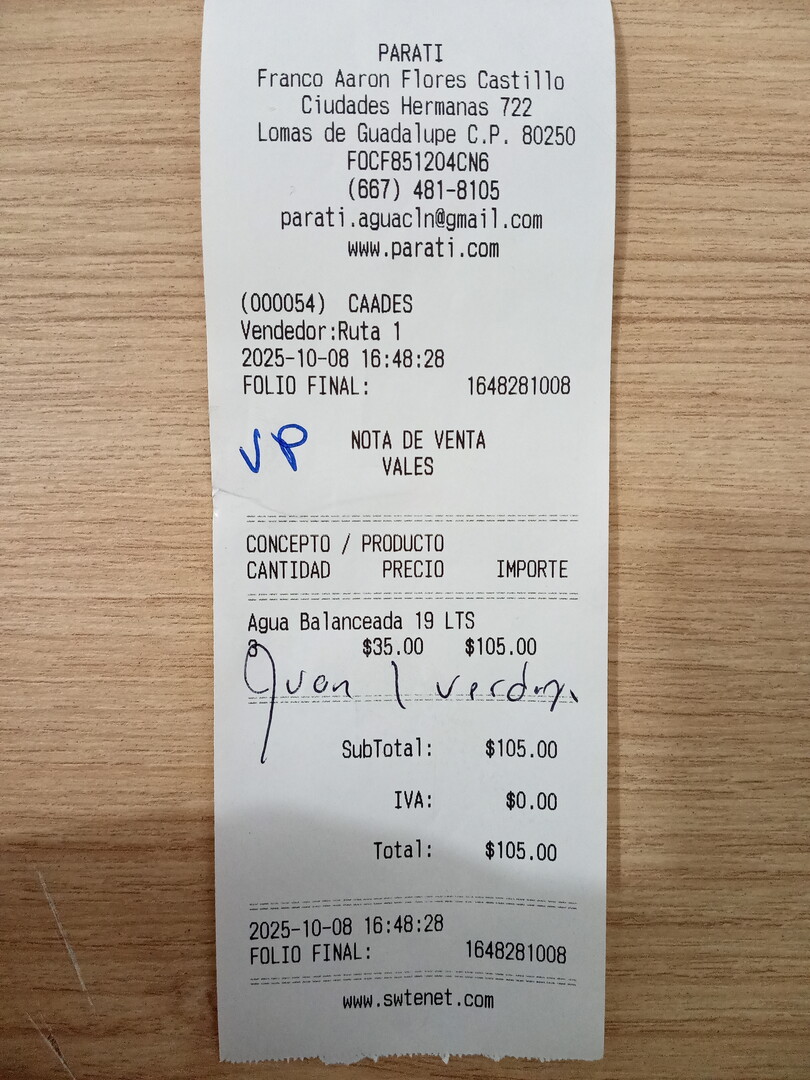 PARATI
Franco Aaron Flores Castillo
Ciudades Hermanas 722
Lomas de Guadalupe C.P. 80250
FOCF851204CN6
(667) 481-8105
parati.aguacln@gmail.com
www.parati.com
(000054) CAADES
Vendedor:Ruta 1
2025-10-08 16:48:28
FOLIO FINAL: 1648281008
VP NOTA DE VENTA
VALES
CONCEPTO / PRODUCTO
CANTIDAD PRECIO IMPORTE
Agua Balanceada 19 LTS
3 $35.00 $105.00
Juan l
SubTotal: $105.00
IVA: $0.00
Total: $105.00
2025-10-08 16:48:28
FOLIO FINAL: 1648281008
www.swtenet.com